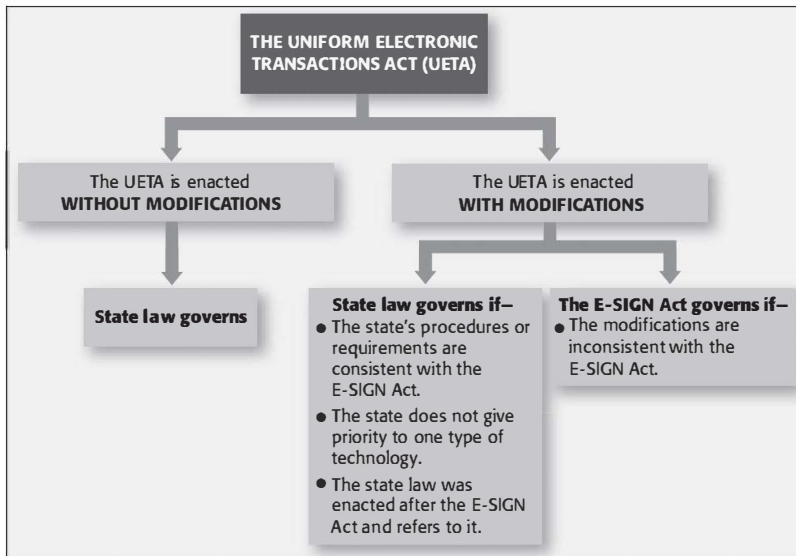 THE UNIFORM ELECTRONIC
TRANSACTIONS ACT (UETA)
The UETA is enacted
WITHOUT MODIFICATIONS
The UETA is enacted
WITH MODIFICATIONS
State law governs
State law governs if—
● The state's procedures or
requirements are
consistent with the
E-SIGN Act.
● The state does not give
priority to one type of
technology.
● The state law was
enacted after the E-SIGN
Act and refers to it.
The E-SIGN Act governs if—
● The modifications are
inconsistent with the
E-SIGN Act.